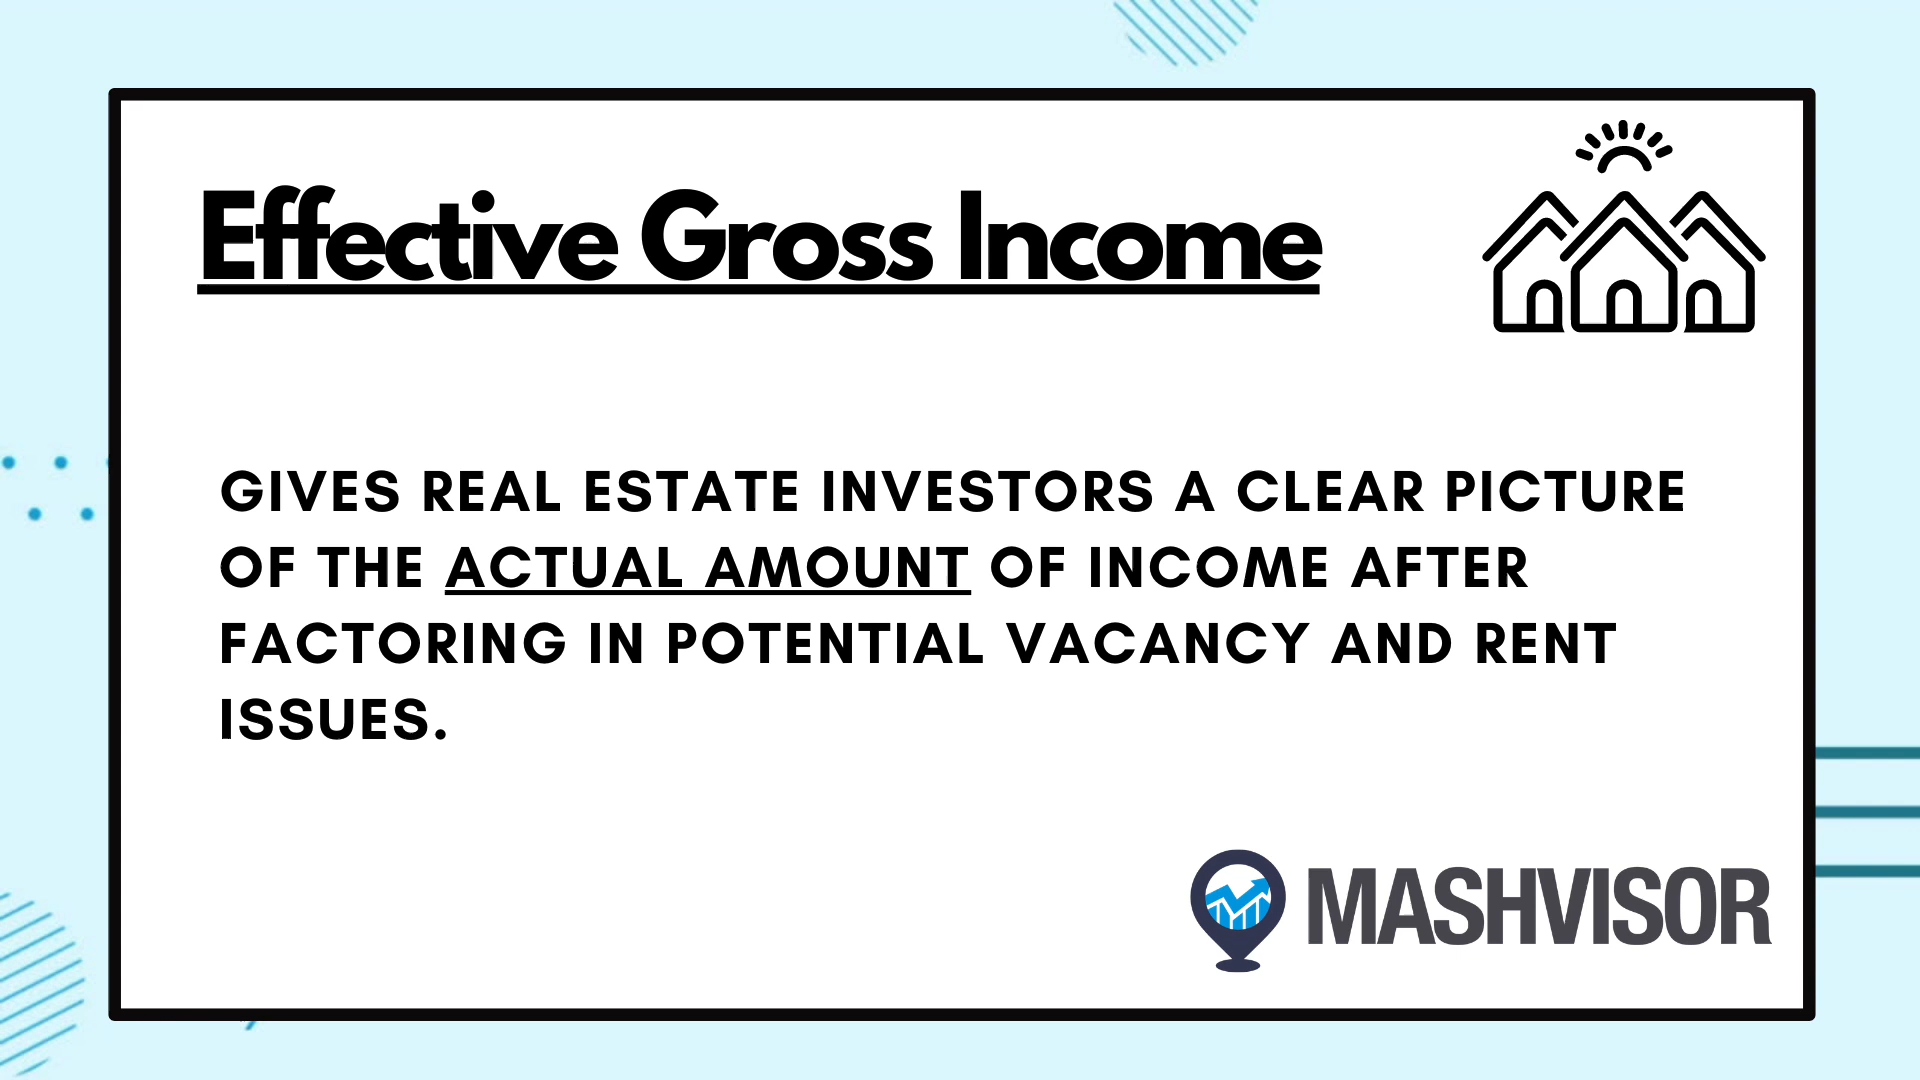 Effective Gross Income
GIVES REAL ESTATE INVESTORS A CLEAR PICTURE
OF THE ACTUAL AMOUNT OF INCOME AFTER
FACTORING IN POTENTIAL VACANCY AND RENT
ISSUES.
MASHVISOR